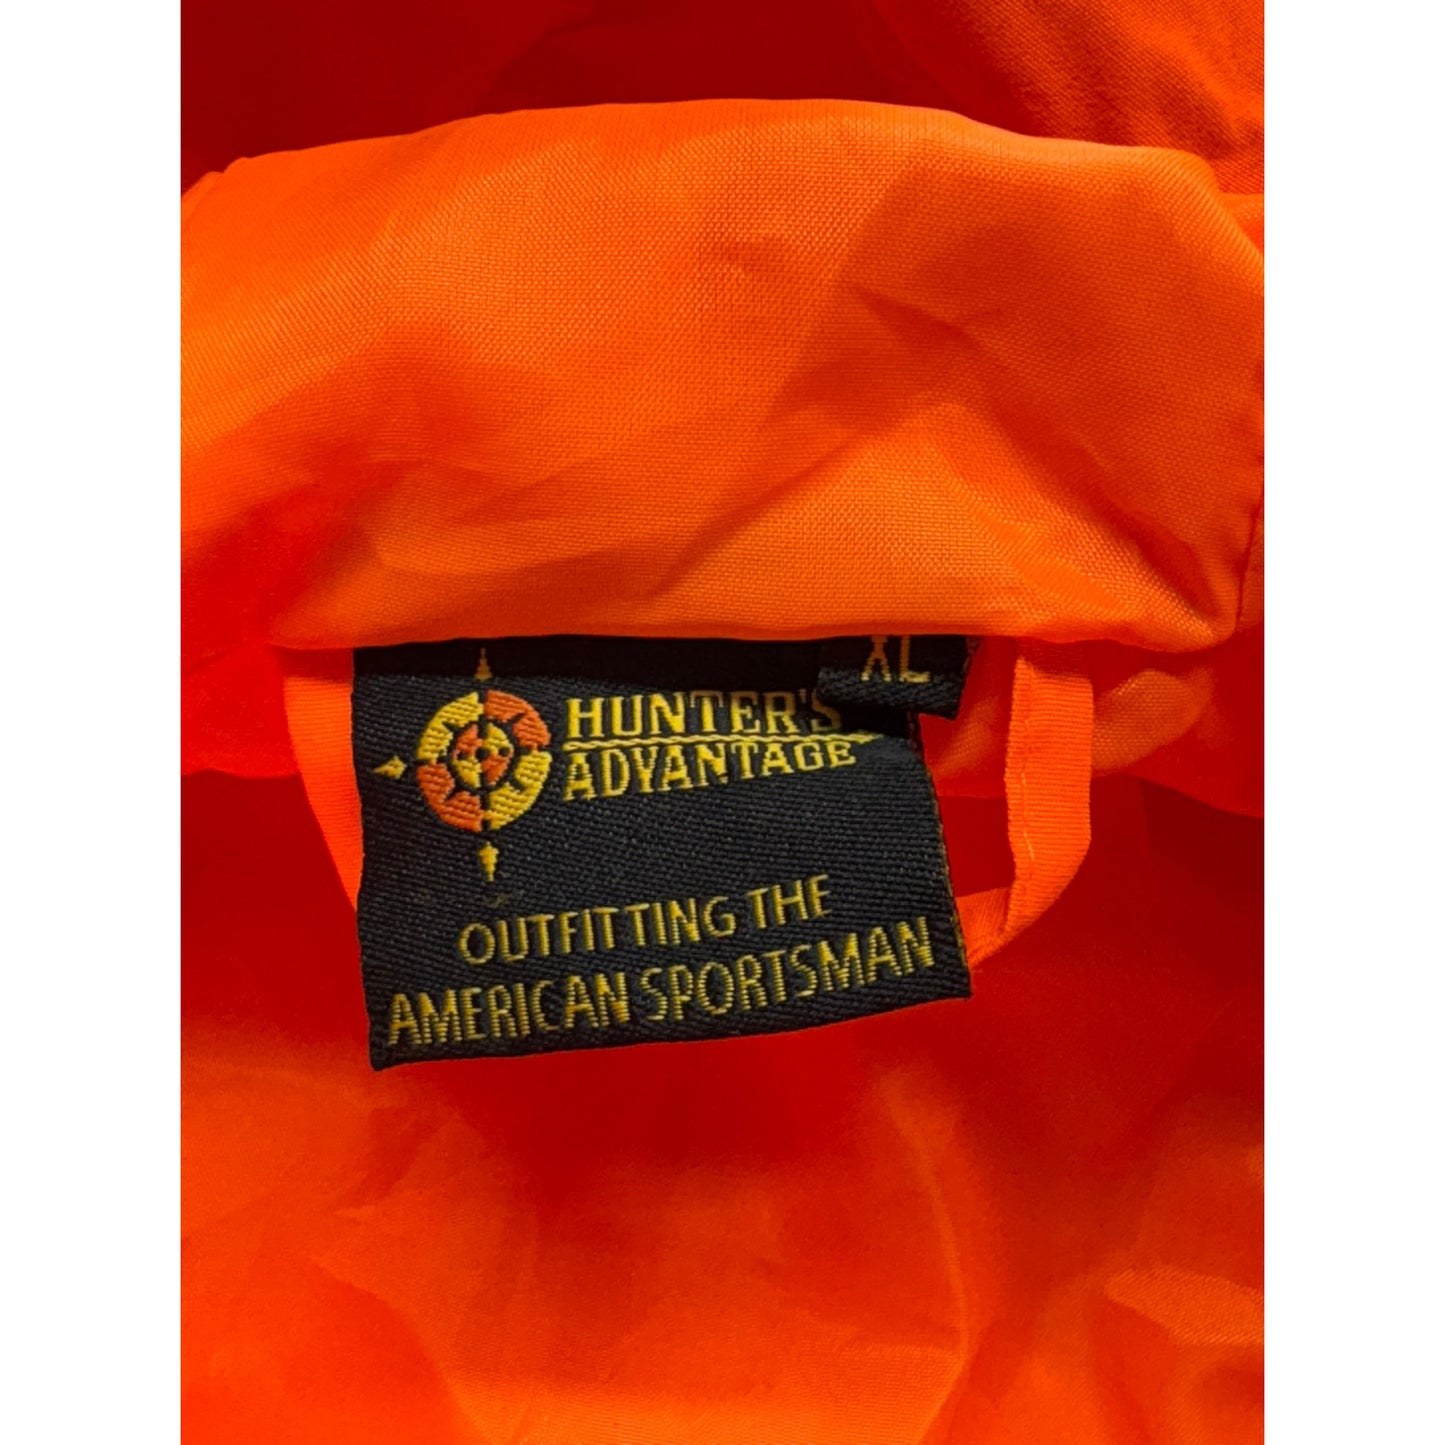 XL
HUNTER'S
ADVANTAGE
OUTFITTING THE
AMERICAN SPORTSMAN